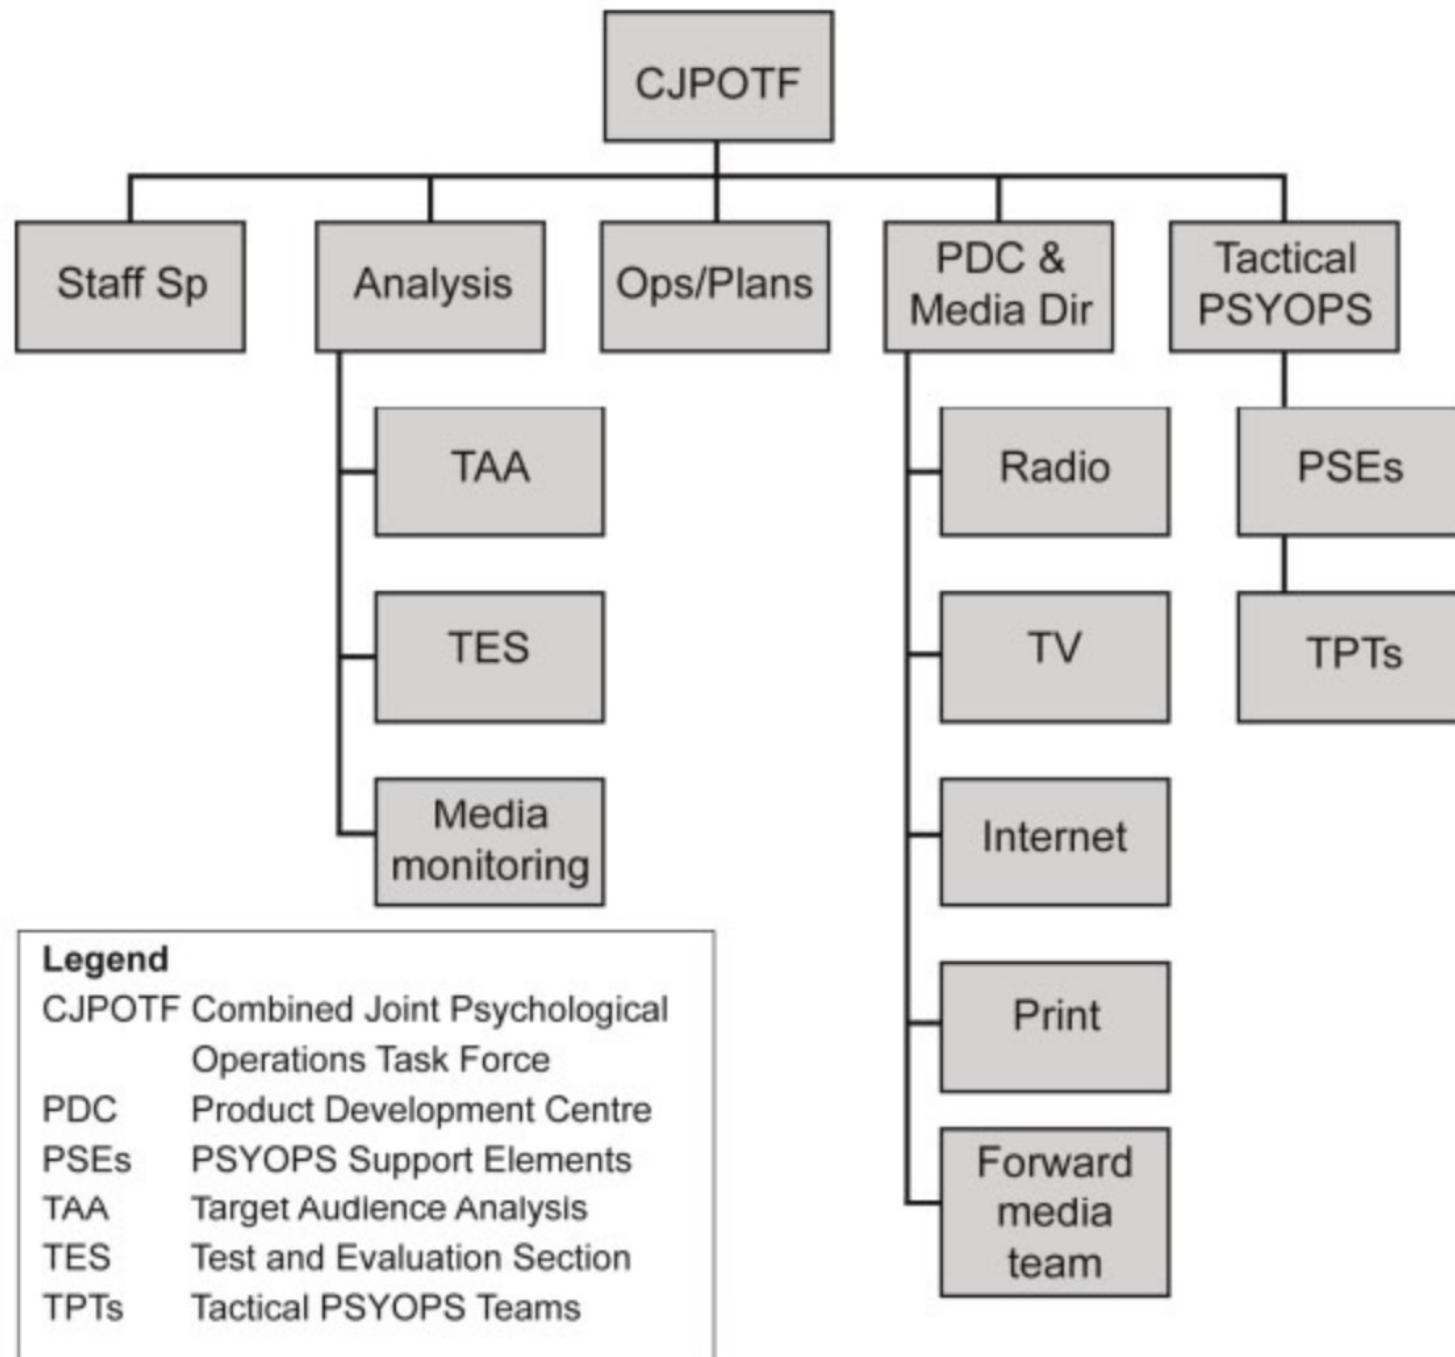 CJPOTF
Staff Sp
Analysis
Ops/Plans
PDC &
Media Dir
Tactical
PSYOPS
TAA
Radio
PSEs
TES
TV
TPTs
Media
monitoring
Internet
Print
Forward
media
team
Legend
CJPOTF Combined Joint Psychological
Operations Task Force
PDC Product Development Centre
PSEs PSYOPS Support Elements
TAA Target Audience Analysis
TES Test and Evaluation Section
TPTs Tactical PSYOPS Teams